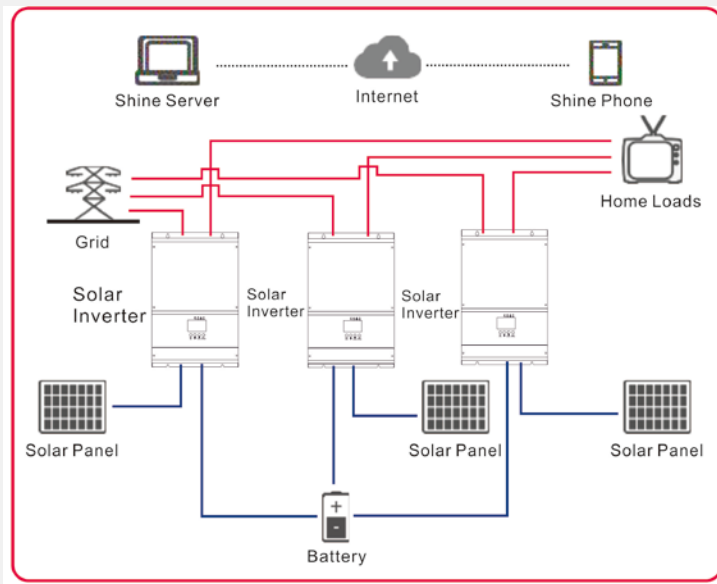 Shine Server
Internet
Shine Phone
Grid
Home Loads
Solar
Inverter
Solar
Inverter
Solar
Inverter
Solar Panel
Solar Panel
Solar Panel
+
-
Battery